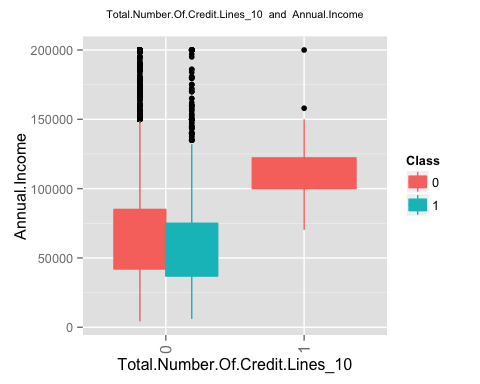 Total.Number.Of.Credit.Lines_10 and Annual.Income
200000
150000
100000
50000
0
Annual.Income
0
1
Total.Number.Of.Credit.Lines_10
Class
0
1